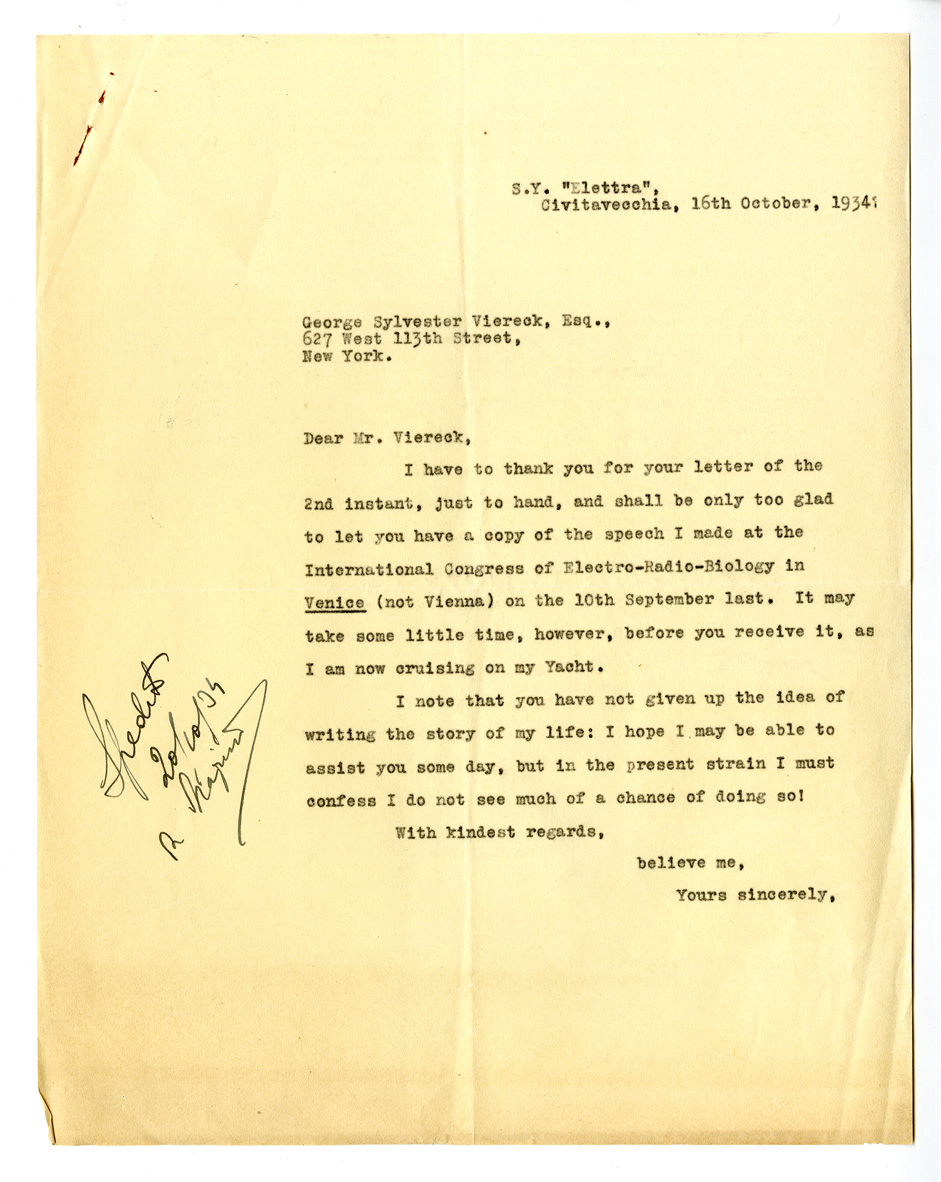 S.Y. "Elettra",
Civitavecchia, 16th October, 1934
George Sylvester Viereck, Esq.,
627 West 113th Street,
New York.
Dear Mr. Viereck,
I have to thank you for your letter of the
2nd instant, just to hand, and shall be only too glad
to let you have a copy of the speech I made at the
International Congress of Electro-Radio-Biology in
Venice (not Vienna) on the 10th September last. It may
take some little time, however, before you receive it, as
I am now cruising on my Yacht.
I note that you have not given up the idea of
writing the story of my life: I hope I may be able to
assist you some day, but in the present strain I must
confess I do not see much of a chance of doing so!
With kindest regards,
believe me,
Yours sincerely,
Spedito
20/10/34